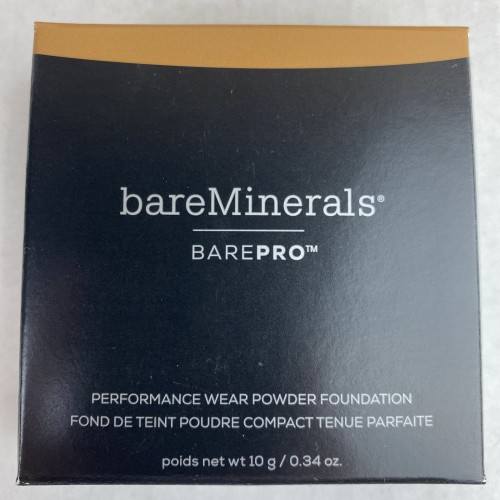 bareMinerals®
BAREPRO™
PERFORMANCE WEAR POWDER FOUNDATION
FOND DE TEINT POUDRE COMPACT TENUE PARFAITE
poids net wt 10 g / 0.34 oz.